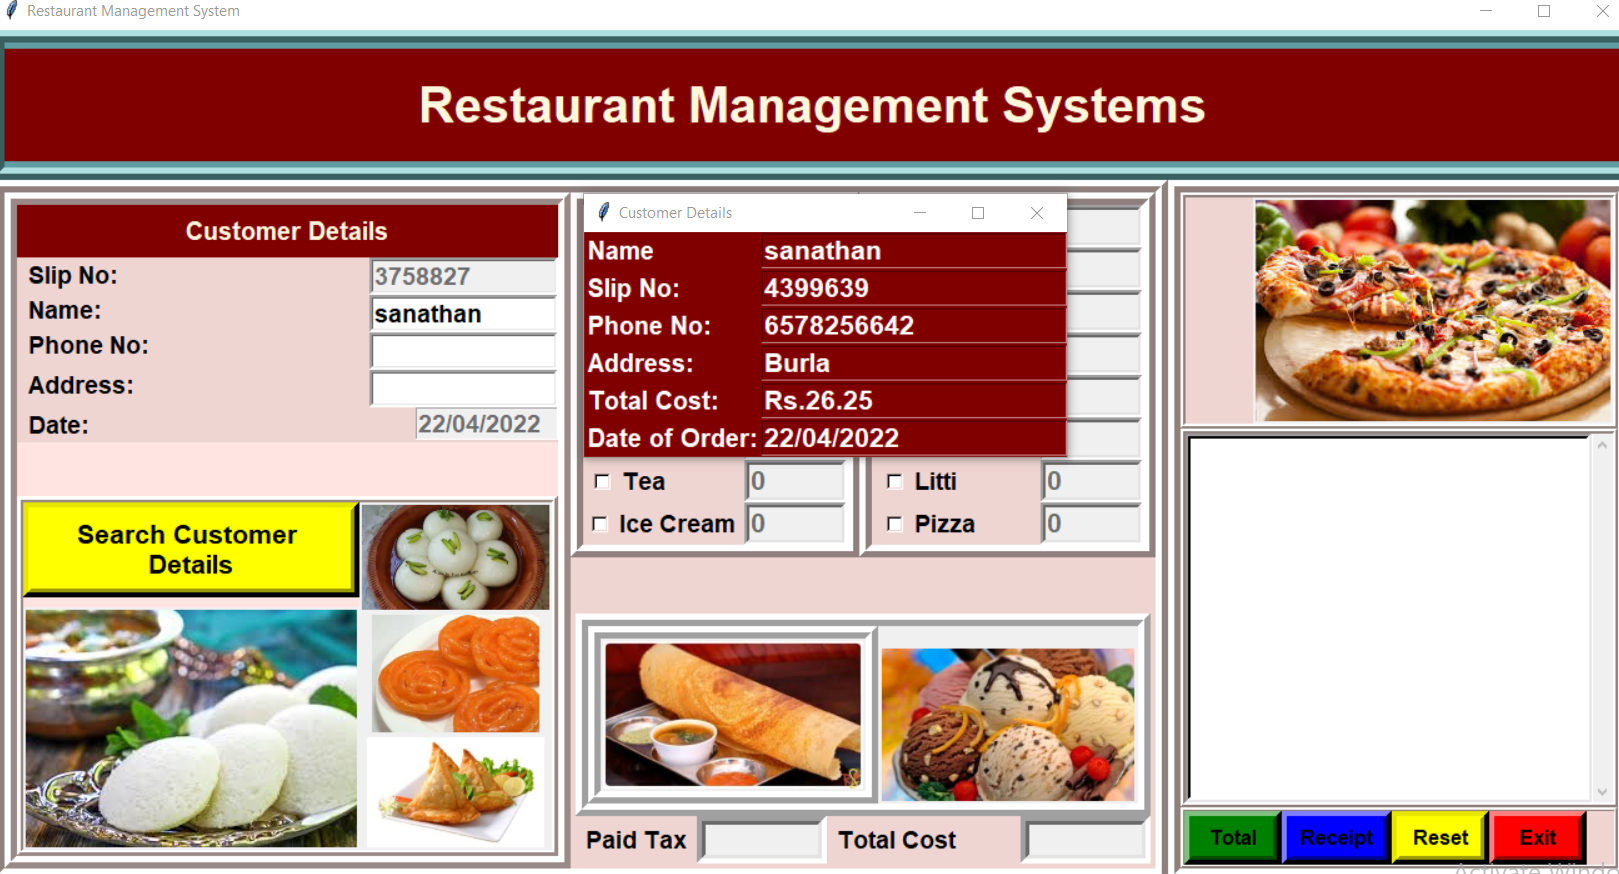 Restaurant Management System
Restaurant Management Systems
Customer Details
Slip No: 3758827
Name: sanathan
Phone No:
Address:
Date: 22/04/2022
Search Customer
Details
Customer Details
Name sanathan
Slip No: 4399639
Phone No: 6578256642
Address: Burla
Total Cost: Rs.26.25
Date of Order: 22/04/2022
Tea 0 Litti 0
Ice Cream 0 Pizza 0
Paid Tax Total Cost
Total Receipt Reset Exit